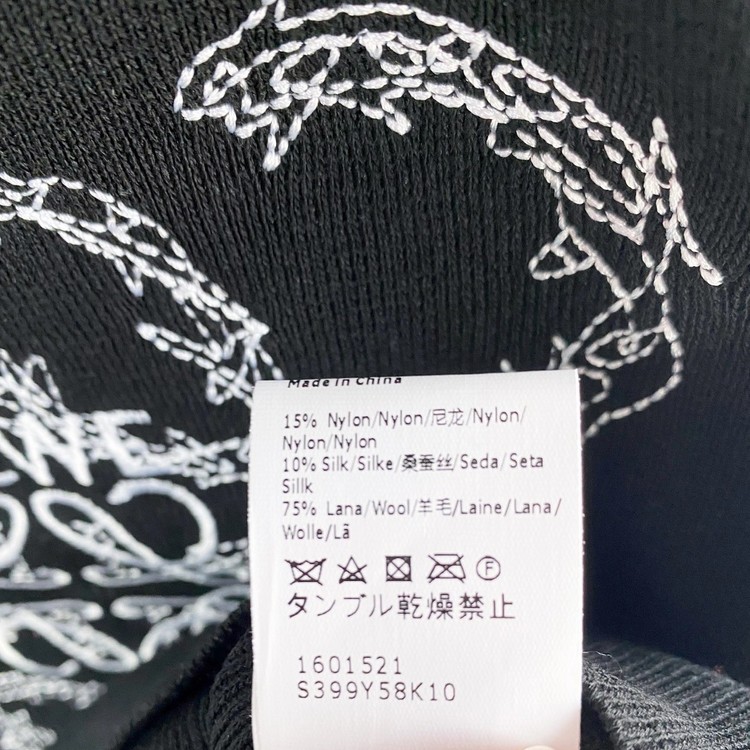 Made in China
15% Nylon/Nylon/尼龙/Nylon/
Nylon/Nylon
10% Silk/Silke/桑蚕丝/Seda/Seta
Sillk
75% Lana/Wool/羊毛/Laine/Lana/
Wolle/Lã
タンブル乾燥禁止
1601521
S399Y58K10
WE